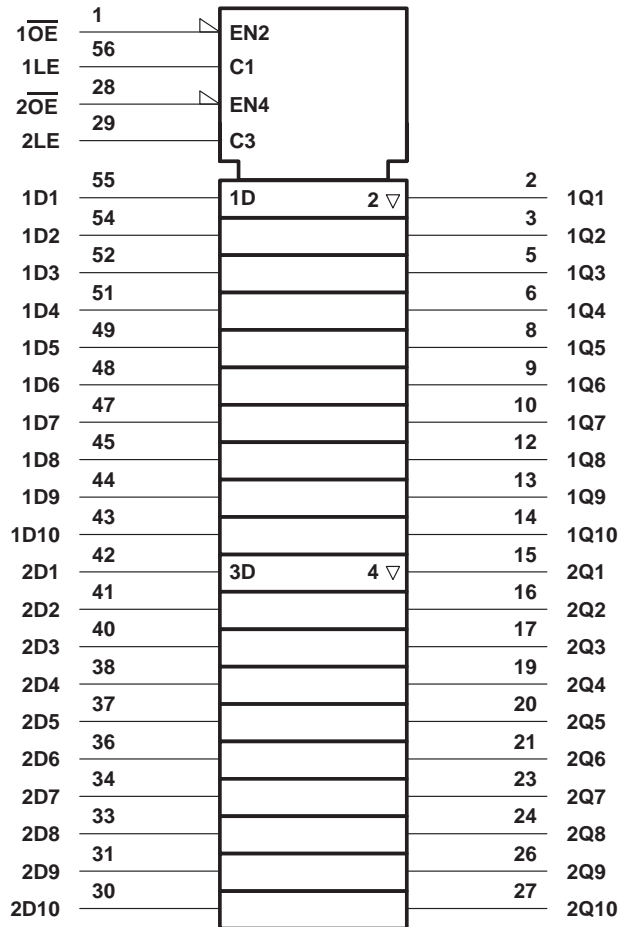 1OE 1 EN2
1LE 56 C1
2OE 28 EN4
2LE 29 C3
1D1 55 1D 2 ▽ 2 1Q1
1D2 54 3 1Q2
1D3 52 5 1Q3
1D4 51 6 1Q4
1D5 49 8 1Q5
1D6 48 9 1Q6
1D7 47 10 1Q7
1D8 45 12 1Q8
1D9 44 13 1Q9
1D10 43 14 1Q10
2D1 42 3D 4 ▽ 15 2Q1
2D2 41 16 2Q2
2D3 40 17 2Q3
2D4 38 19 2Q4
2D5 37 20 2Q5
2D6 36 21 2Q6
2D7 34 23 2Q7
2D8 33 24 2Q8
2D9 31 26 2Q9
2D10 30 27 2Q10